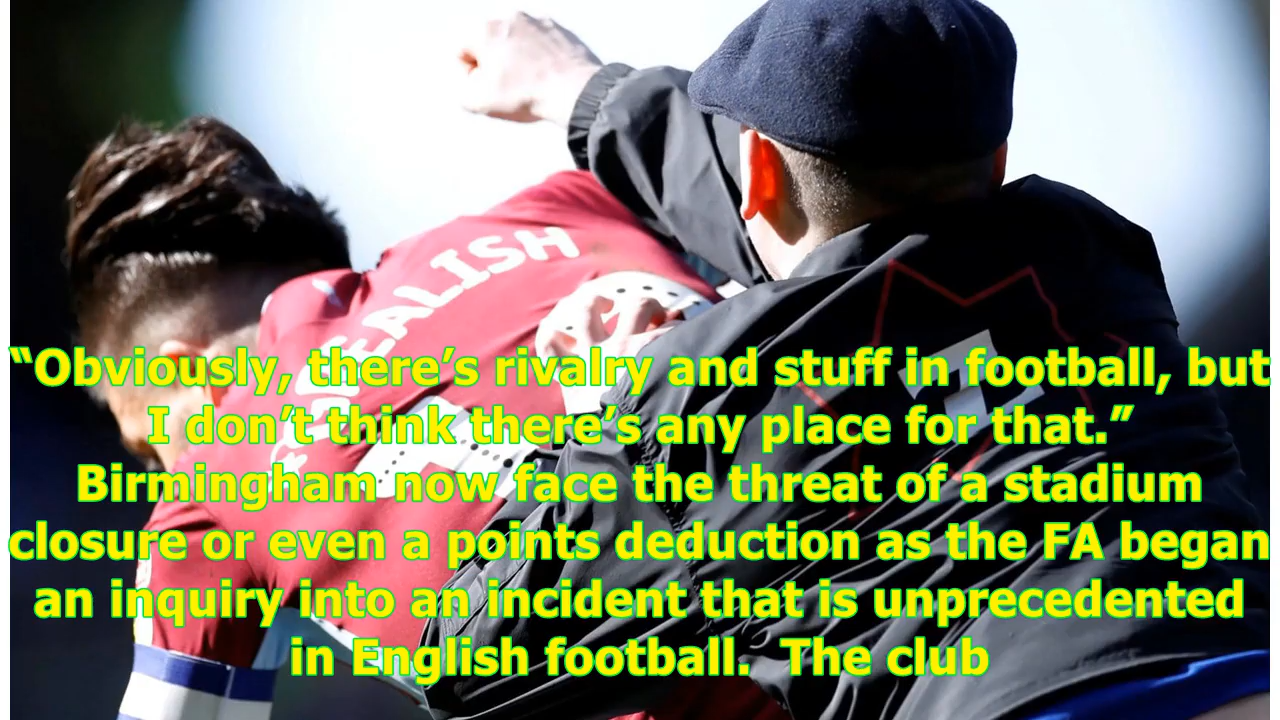 GREALISH
“Obviously, there’s rivalry and stuff in football, but
I don’t think there’s any place for that.”
Birmingham now face the threat of a stadium
closure or even a points deduction as the FA began
an inquiry into an incident that is unprecedented
in English football.  The club